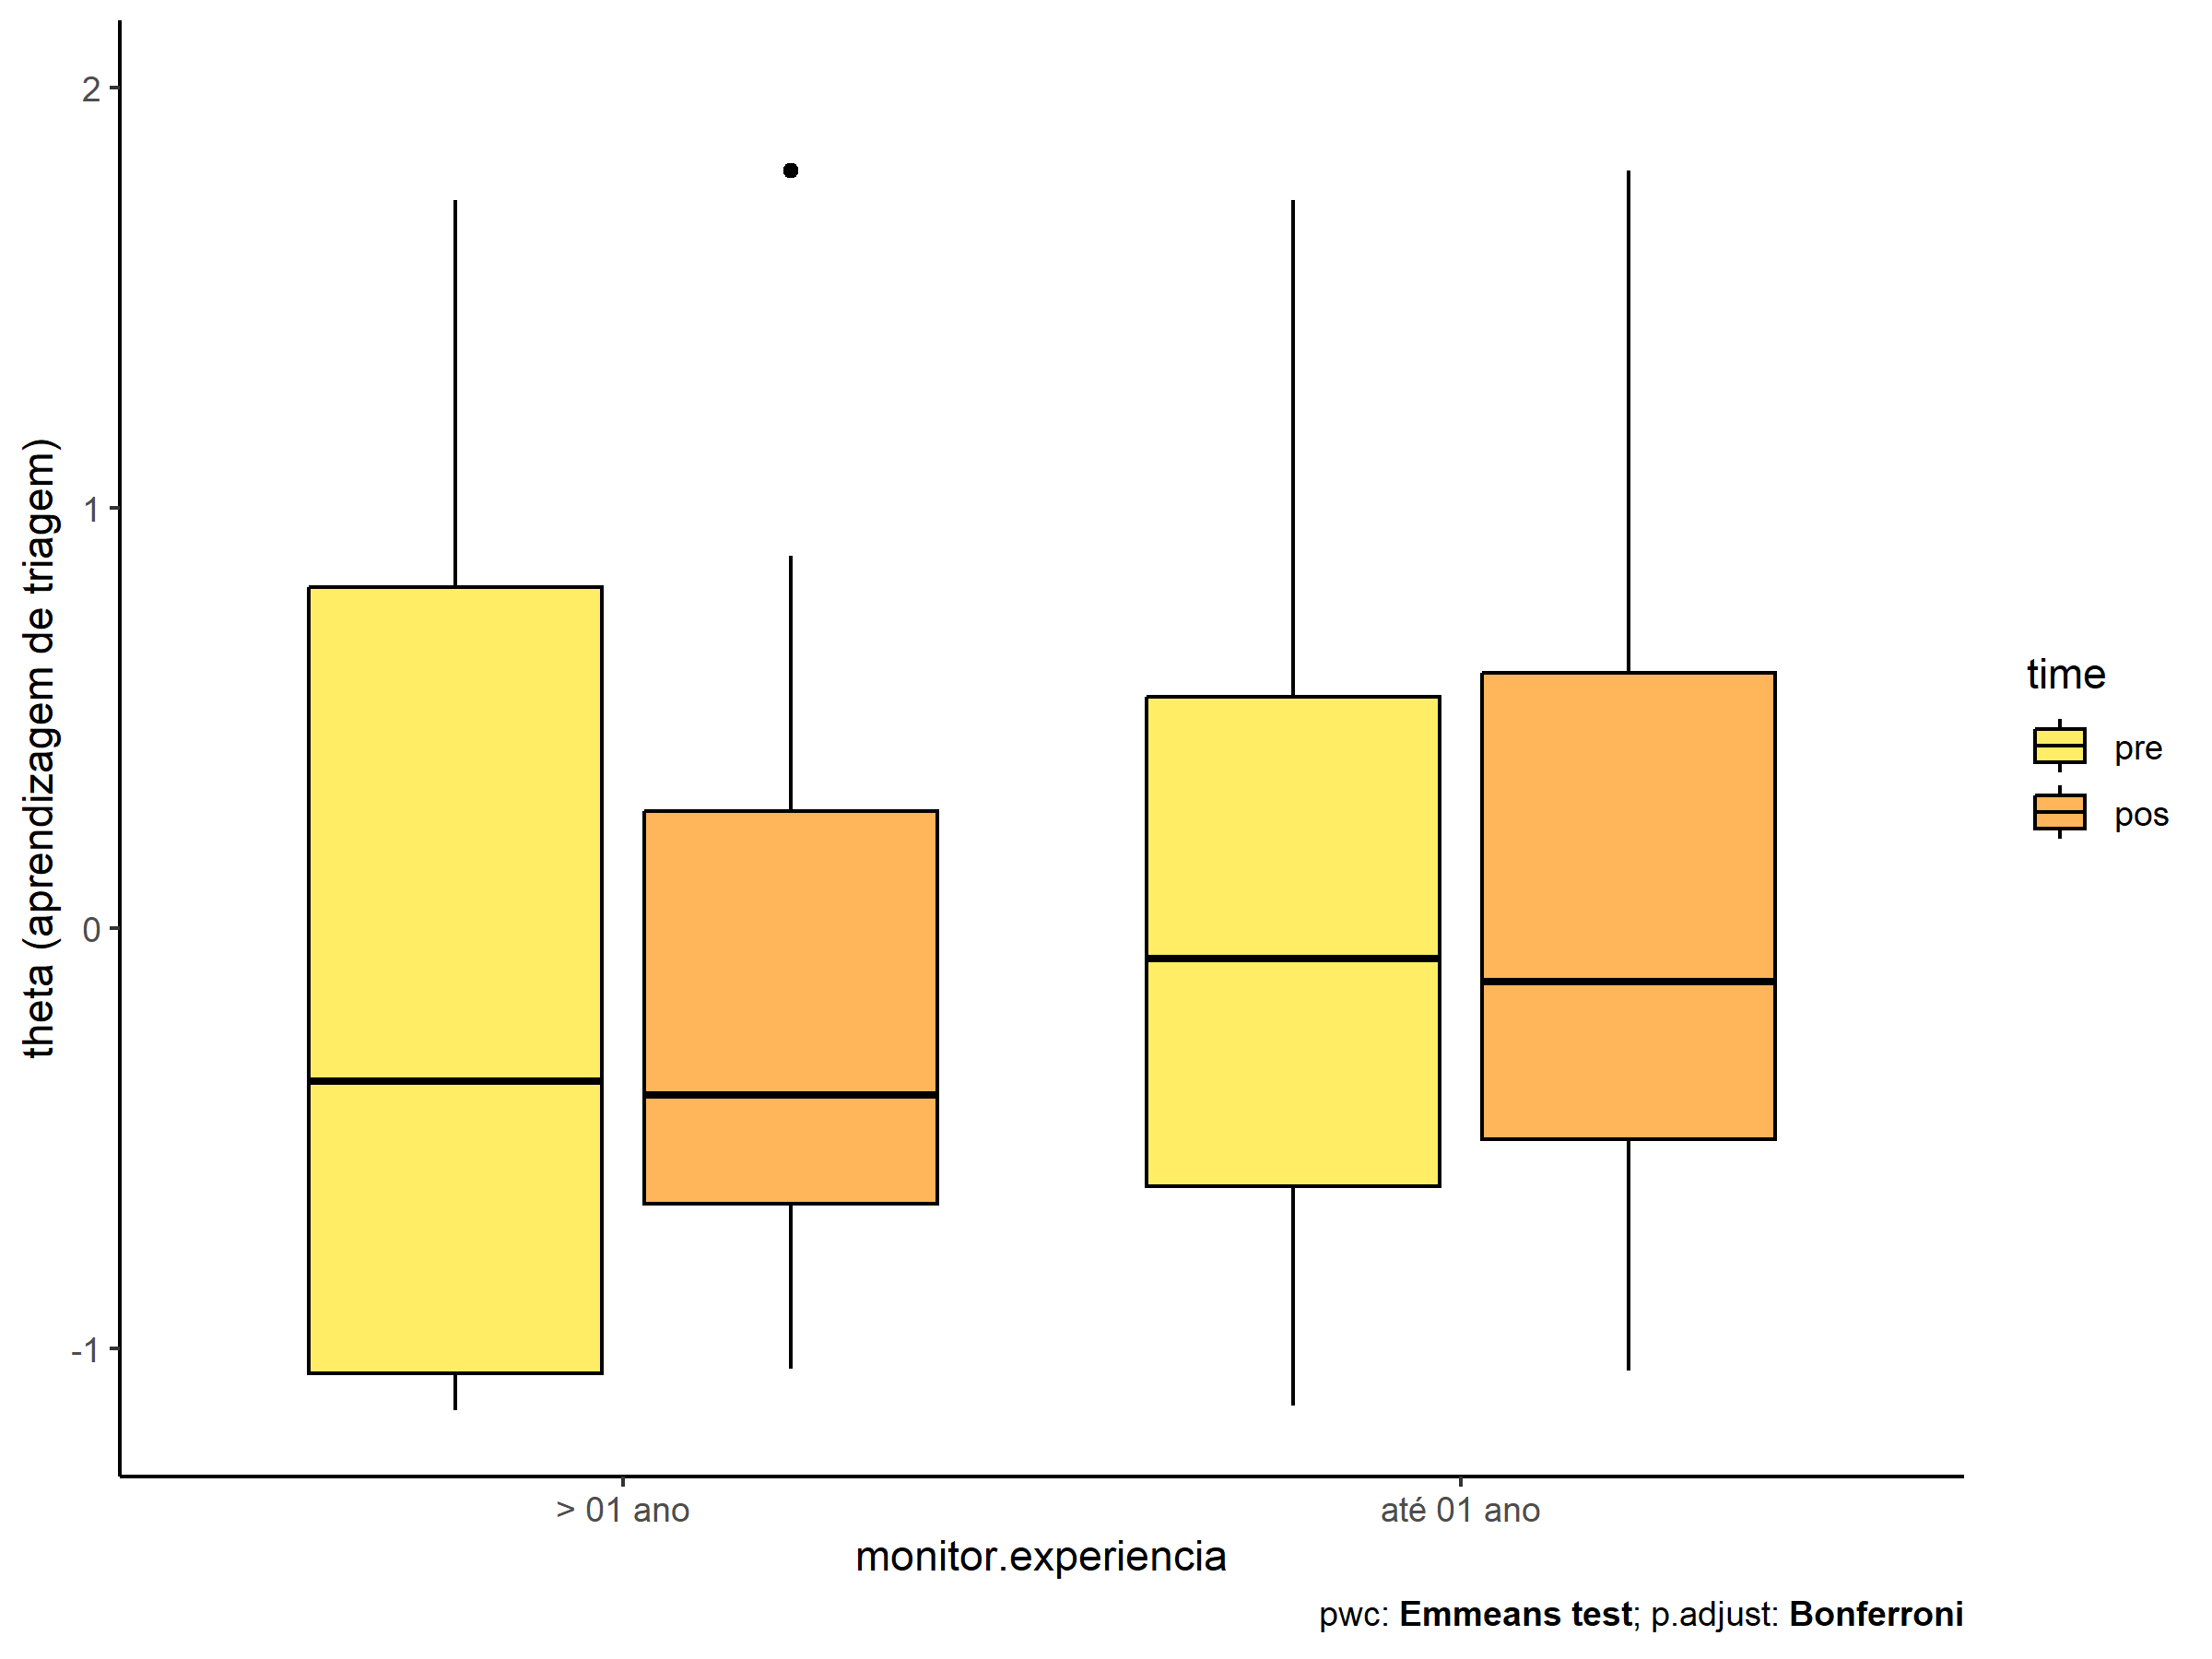 theta (aprendizagem de triagem)
2
1
0
-1
> 01 ano
até 01 ano
monitor.experiencia
time
pre
pos
pwc: Emmeans test; p.adjust: Bonferroni